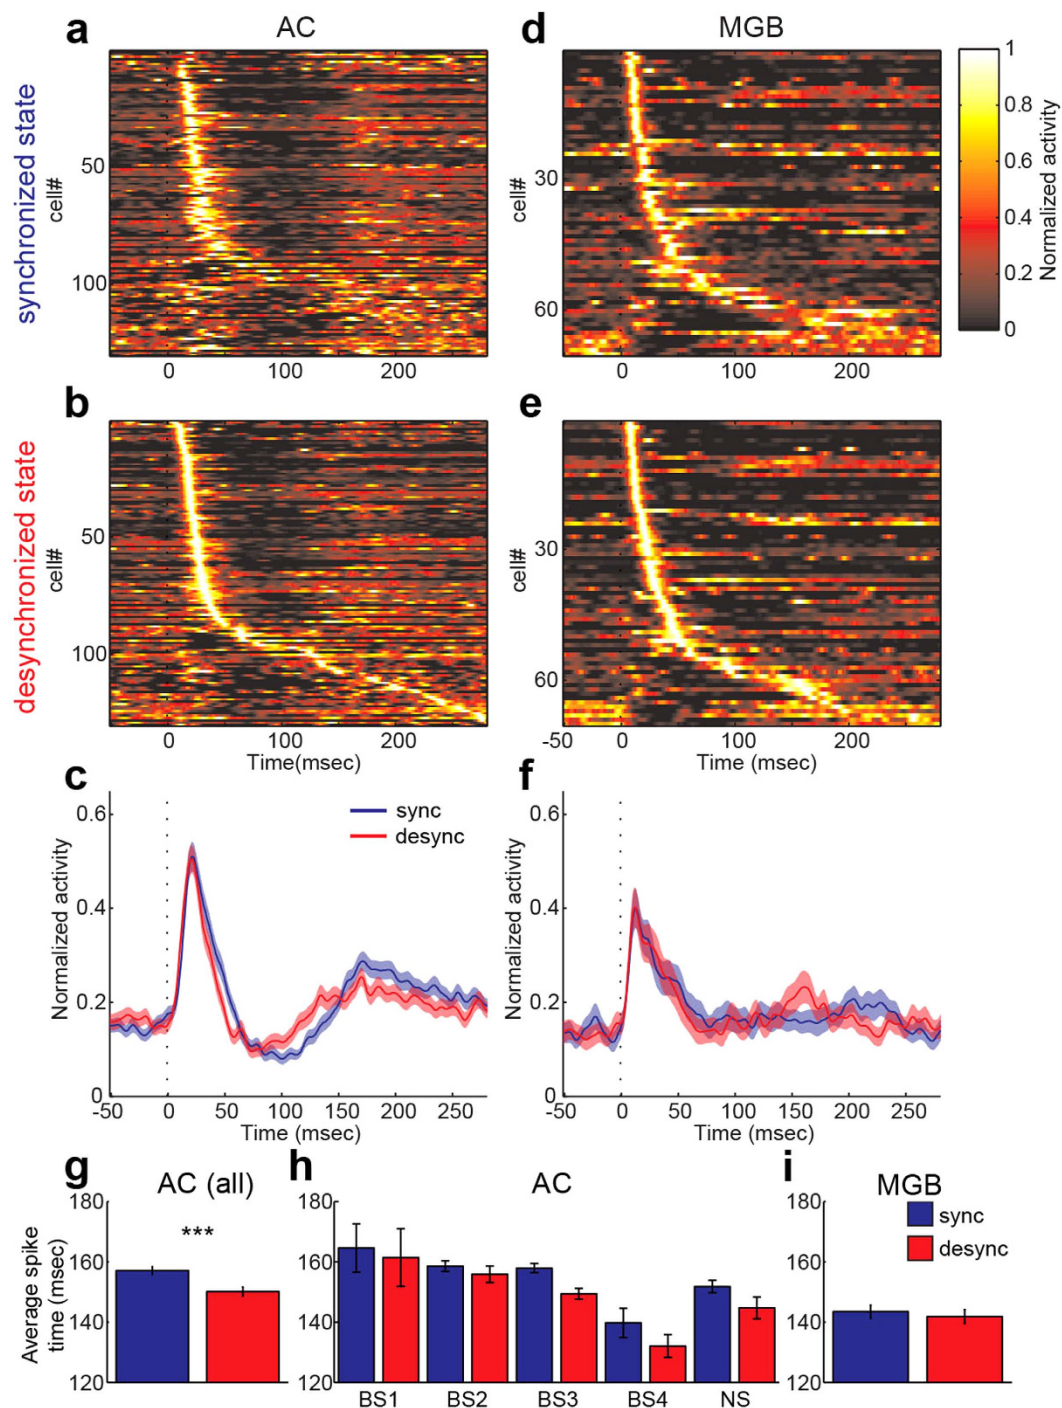 a
AC
d
MGB
synchronized state
cell#
50
100
0
100
200
cell#
30
60
0
100
200
1
0.8
0.6
0.4
0.2
0
Normalized activity
b
e
desynchronized state
cell#
50
100
0
100
200
Time(msec)
cell#
30
60
-50
0
100
200
Time (msec)
c
f
Normalized activity
0.6
0.4
0.2
0
sync
desync
-50
0
50
100
150
200
250
Time (msec)
Normalized activity
0.6
0.4
0.2
0
-50
0
50
100
150
200
250
Time (msec)
g
AC (all)
h
AC
i
MGB
Average spike
time (msec)
180
160
140
120
***
180
160
140
120
BS1
BS2
BS3
BS4
NS
180
160
140
120
sync
desync